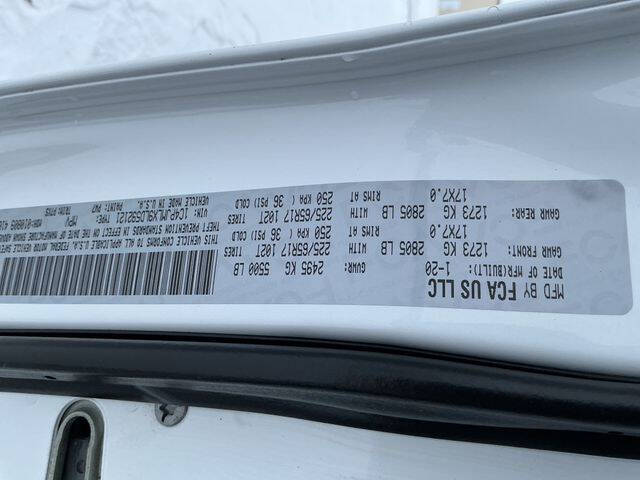 MFD BY FCA US LLC
DATE OF MFR(BUILT): 1-20 GVWR: 2495 KG 5500 LB
GAWR FRONT: 1273 KG 2805 LB WITH 225/65R17 102T TIRES
17X7.0 RIMS AT 250 KPA ( 36 PSI) COLD
GAWR REAR: 1273 KG 2805 LB WITH 225/65R17 102T TIRES
17X7.0 RIMS AT 250 KPA ( 36 PSI) COLD
THIS VEHICLE CONFORMS TO ALL APPLICABLE U.S.A. FEDERAL MOTOR VEHICLE
THEFT PREVENTION STANDARDS IN EFFECT ON THE DATE OF MANUFACTURE SHOWN ABOVE
VIN: TYPE: MPV
VEHICLE MADE IN U.S.A. PAINT: PW7